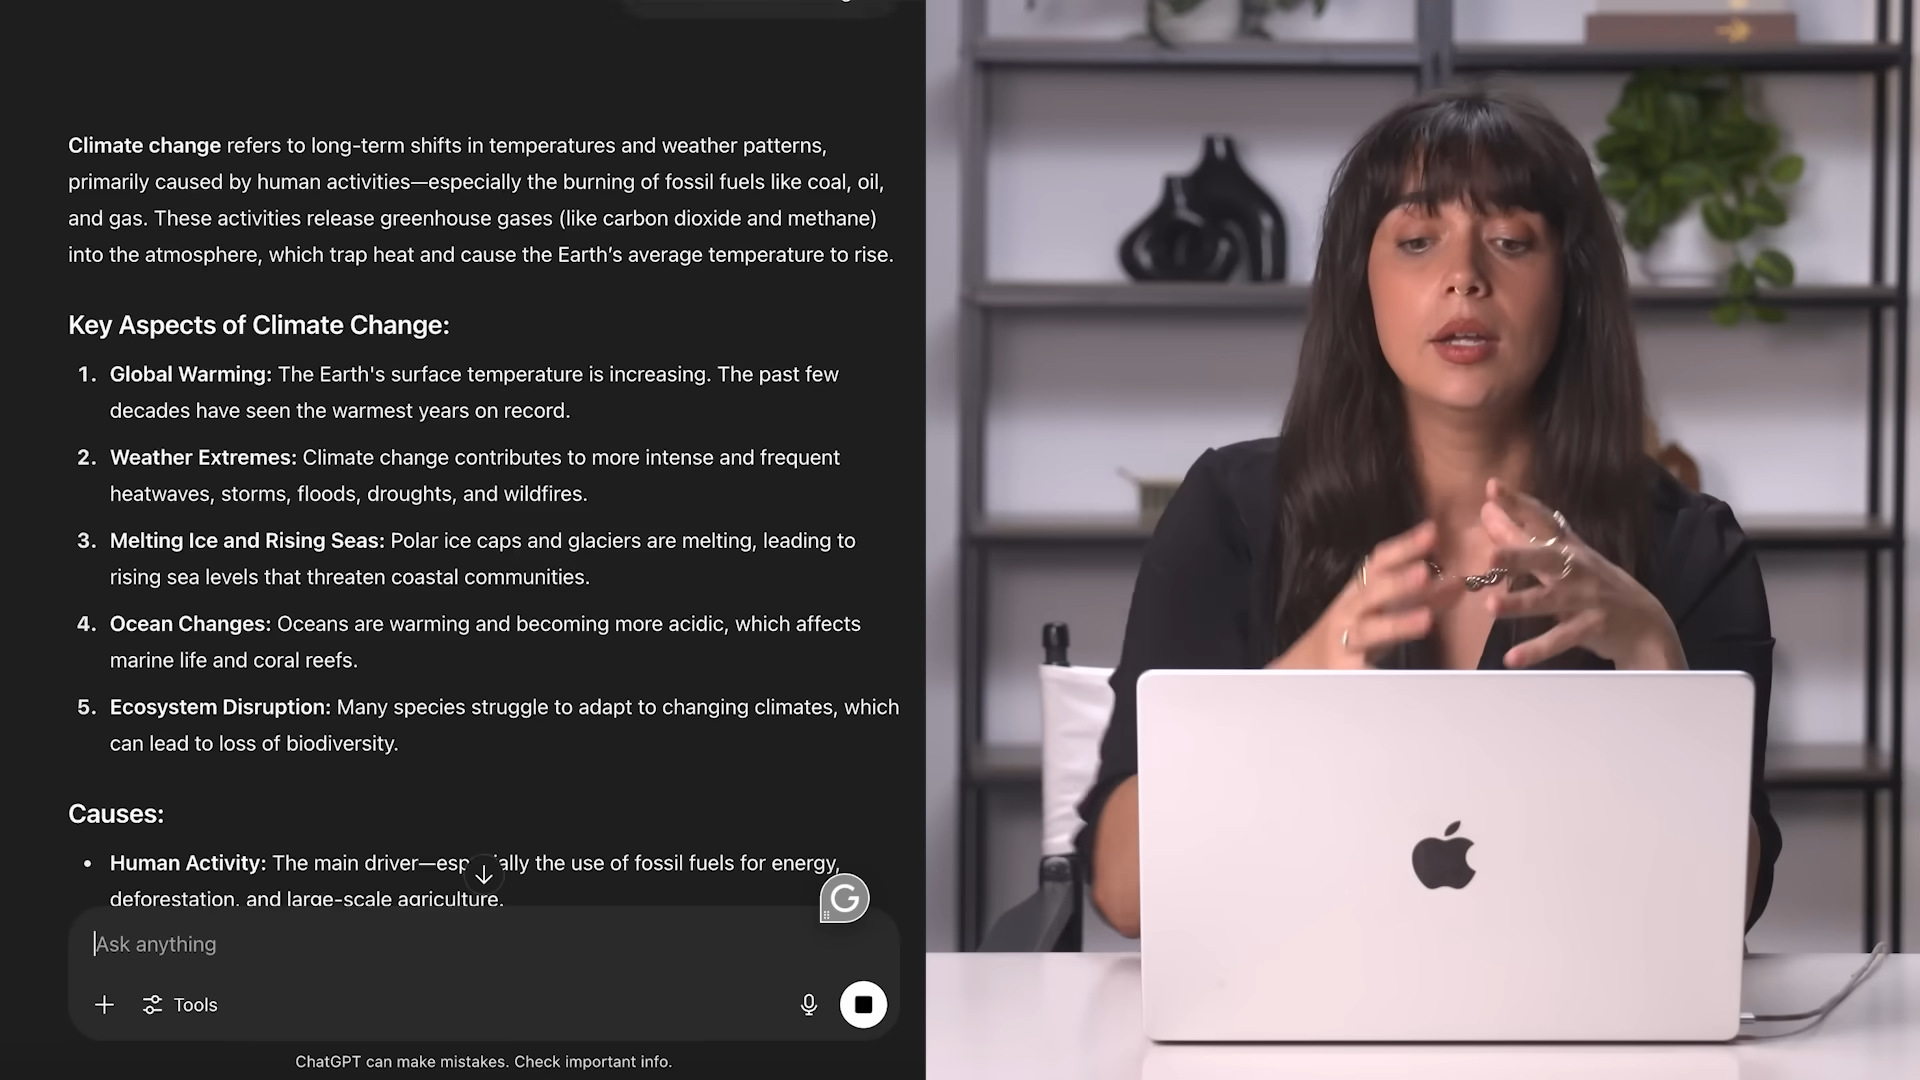 Climate change refers to long-term shifts in temperatures and weather patterns,
primarily caused by human activities—especially the burning of fossil fuels like coal, oil,
and gas. These activities release greenhouse gases (like carbon dioxide and methane)
into the atmosphere, which trap heat and cause the Earth’s average temperature to rise.
Key Aspects of Climate Change:
1. Global Warming: The Earth's surface temperature is increasing. The past few
decades have seen the warmest years on record.
2. Weather Extremes: Climate change contributes to more intense and frequent
heatwaves, storms, floods, droughts, and wildfires.
3. Melting Ice and Rising Seas: Polar ice caps and glaciers are melting, leading to
rising sea levels that threaten coastal communities.
4. Ocean Changes: Oceans are warming and becoming more acidic, which affects
marine life and coral reefs.
5. Ecosystem Disruption: Many species struggle to adapt to changing climates, which
can lead to loss of biodiversity.
Causes:
• Human Activity: The main driver—especially the use of fossil fuels for energy,
deforestation, and large-scale agriculture.
G
Ask anything
Tools
ChatGPT can make mistakes. Check important info.